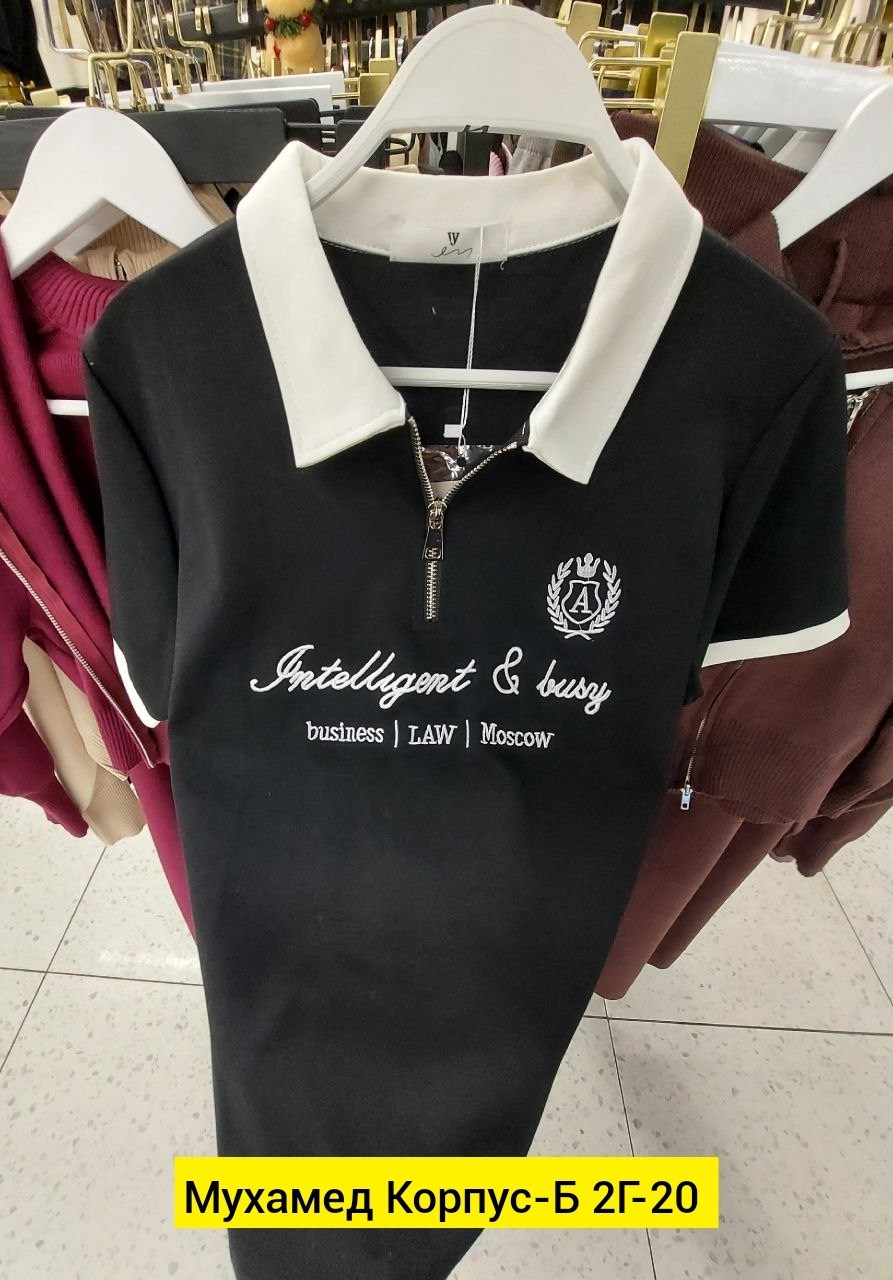 A
Intelligent & busy
business | LAW | Moscow
Мухамед Корпус-Б 2Г-20